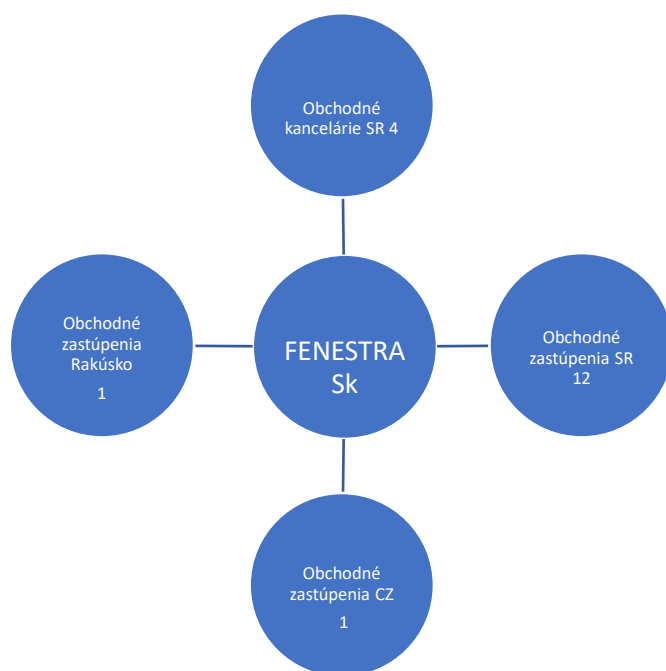 Obchodné
kancelárie SR 4
Obchodné
zastúpenia
Rakúsko
1
FENESTRA
Sk
Obchodné
zastúpenia SR
12
Obchodné
zastúpenia CZ
1